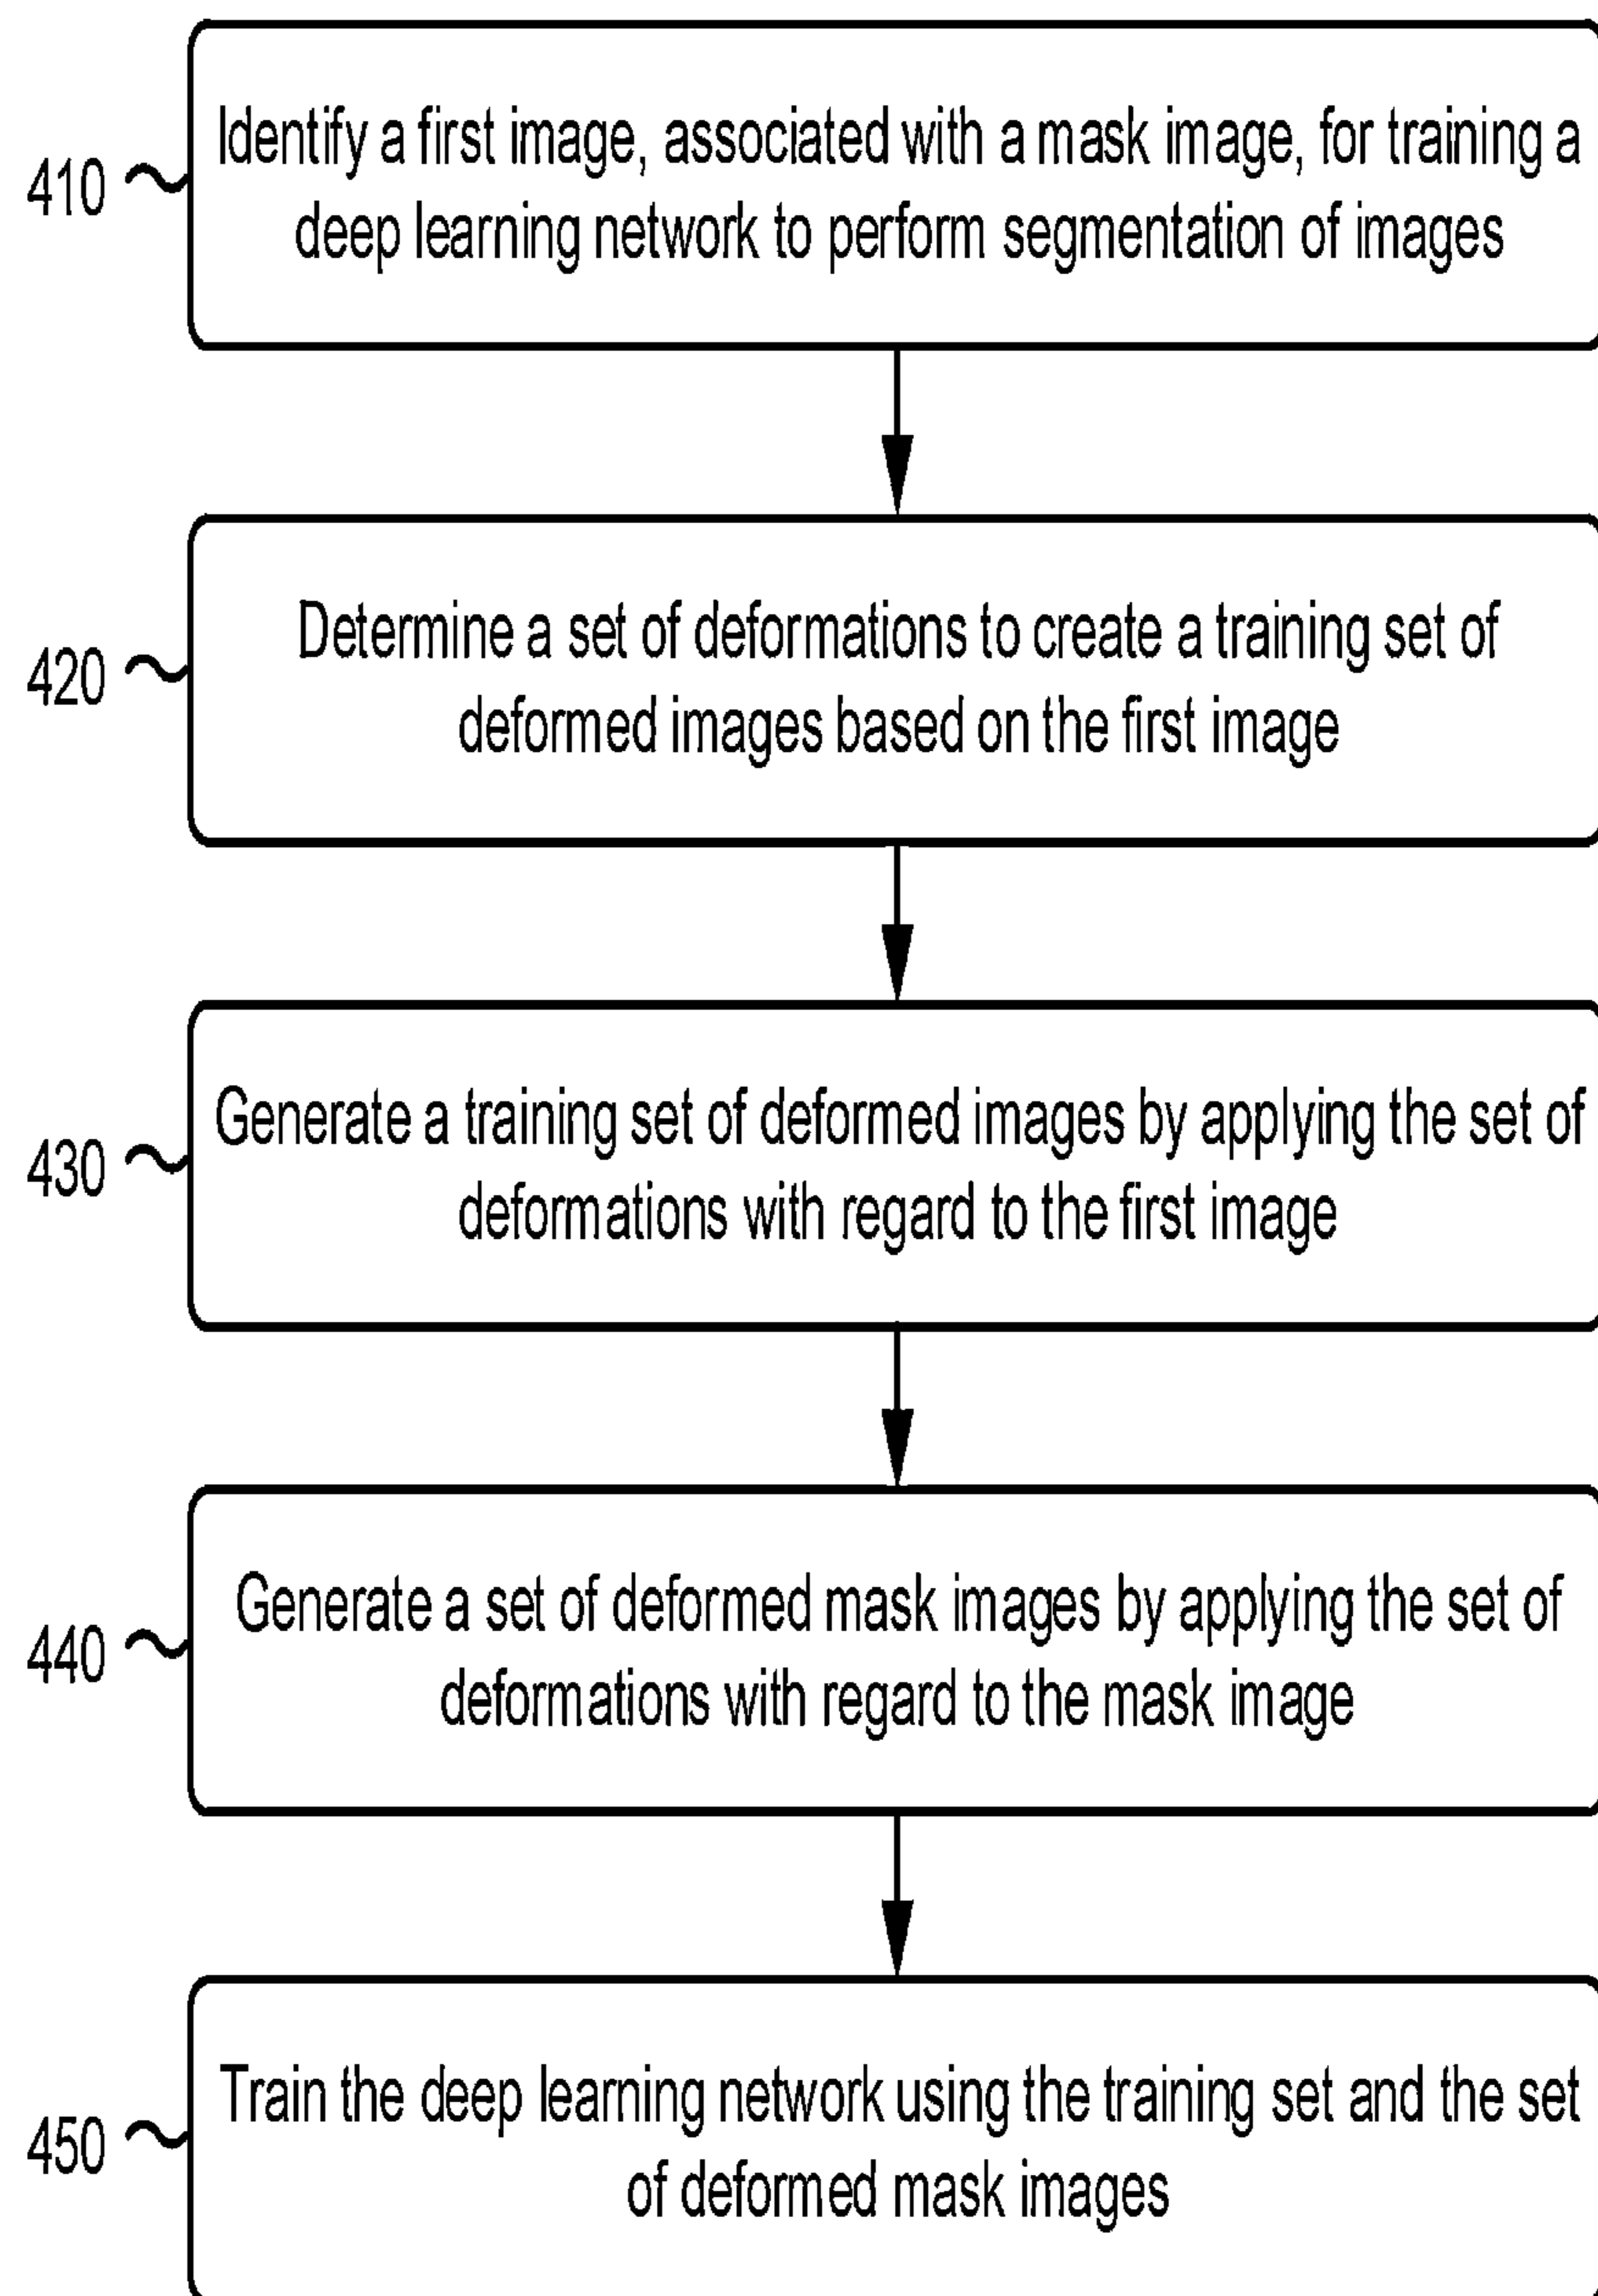 410
Identify a first image, associated with a mask image, for training a
deep learning network to perform segmentation of images
420
Determine a set of deformations to create a training set of
deformed images based on the first image
430
Generate a training set of deformed images by applying the set of
deformations with regard to the first image
440
Generate a set of deformed mask images by applying the set of
deformations with regard to the mask image
450
Train the deep learning network using the training set and the set
of deformed mask images